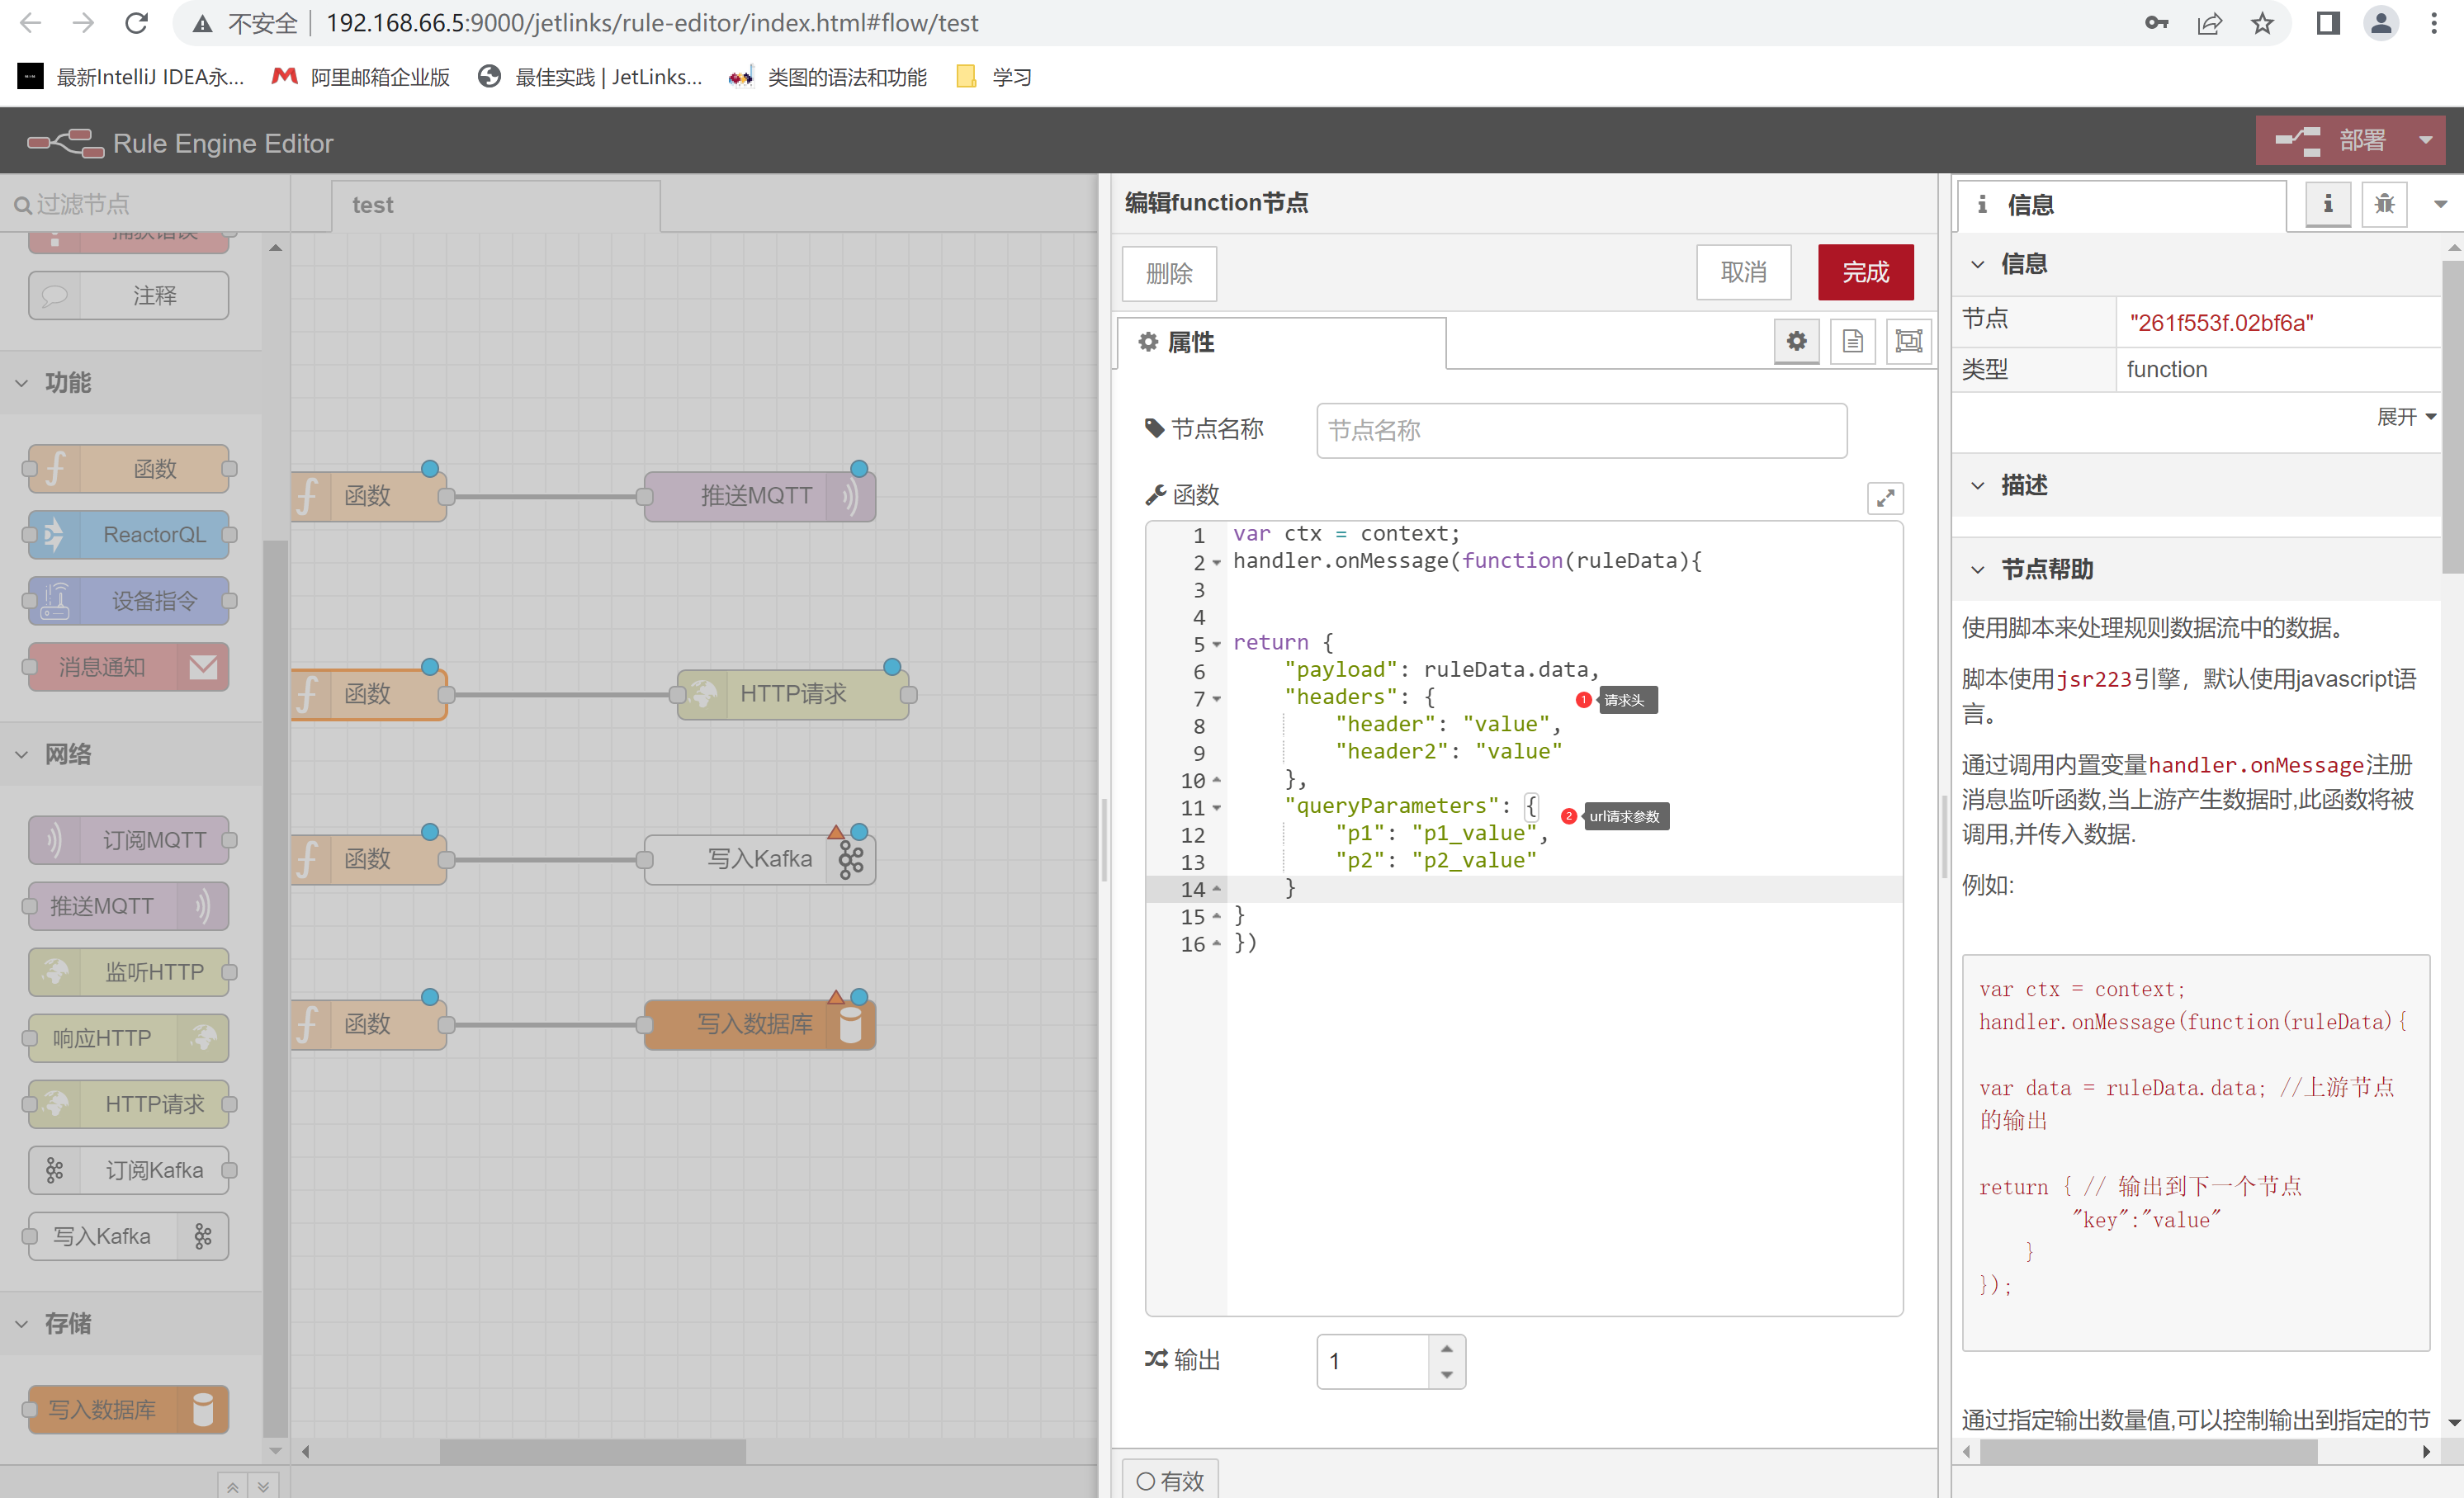 不安全 192.168.66.5:9000/jetlinks/rule-editor/index.html#flow/test
最新IntelliJ IDEA永... 阿里邮箱企业版 最佳实践 | JetLinks... 类图的语法和功能 学习
Rule Engine Editor 部署
过滤节点
捕获错误
注释
功能
函数
ReactorQL
设备指令
消息通知
网络
订阅MQTT
推送MQTT
监听HTTP
响应HTTP
HTTP请求
订阅Kafka
写入Kafka
存储
写入数据库
test
函数 推送MQTT
函数 HTTP请求
函数 写入Kafka
函数 写入数据库
编辑function节点
删除 取消 完成
属性
节点名称 节点名称
函数
1 var ctx = context;
2 handler.onMessage(function(ruleData){
3
4
5 return {
6 "payload": ruleData.data,
7 "headers": { 1 请求头
8 "header": "value",
9 "header2": "value"
10 },
11 "queryParameters": { 2 url请求参数
12 "p1": "p1_value",
13 "p2": "p2_value"
14 }
15 }
16 })
输出 1
有效
信息
信息
节点 "261f553f.02bf6a"
类型 function
展开
描述
节点帮助
使用脚本来处理规则数据流中的数据。
脚本使用jsr223引擎，默认使用javascript语
言。
通过调用内置变量handler.onMessage注册
消息监听函数,当上游产生数据时,此函数将被
调用,并传入数据.
例如:
var ctx = context;
handler.onMessage(function(ruleData){
var data = ruleData.data; //上游节点
的输出
return { // 输出到下一个节点
"key":"value"
}
});
通过指定输出数量值,可以控制输出到指定的节